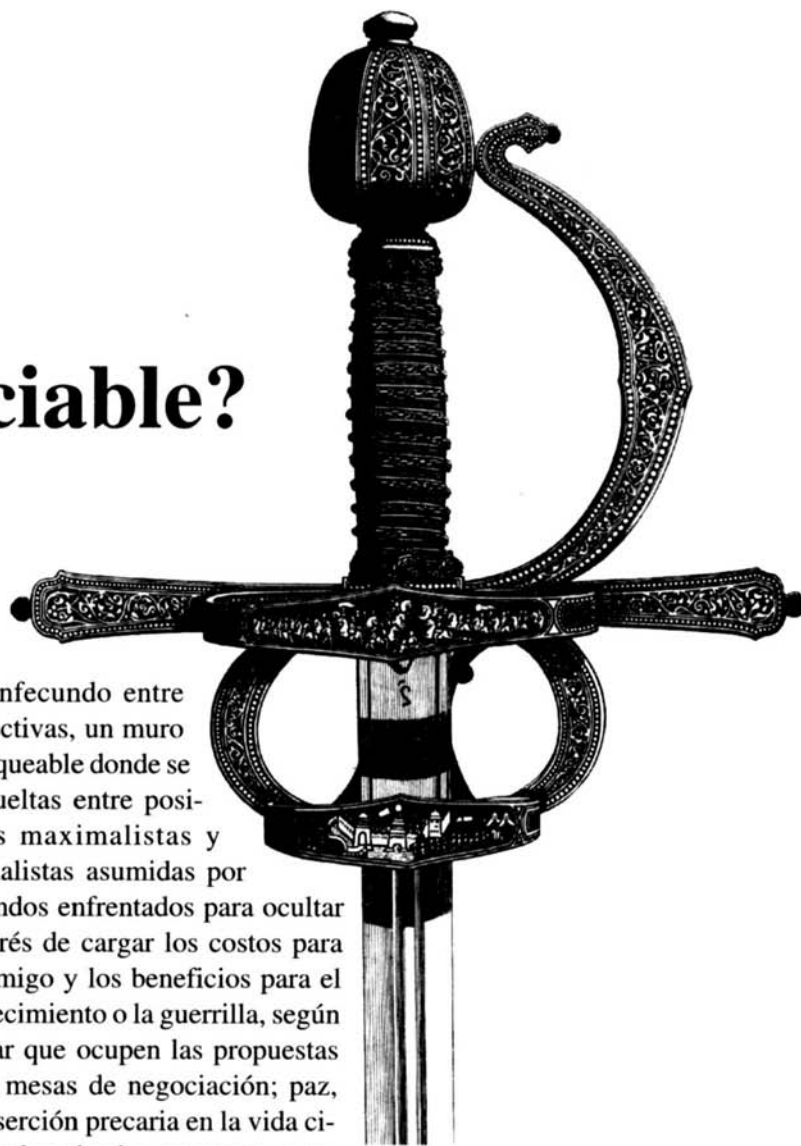 ciable?
nfecundo entre
ctivas, un muro
queable donde se
ueltas entre posi-
s maximalistas y
alistas asumidas por
ndos enfrentados para ocultar
rés de cargar los costos para
migo y los beneficios para el
ecimiento o la guerrilla, según
ar que ocupen las propuestas
mesas de negociación; paz,
serción precaria en la vida ci-